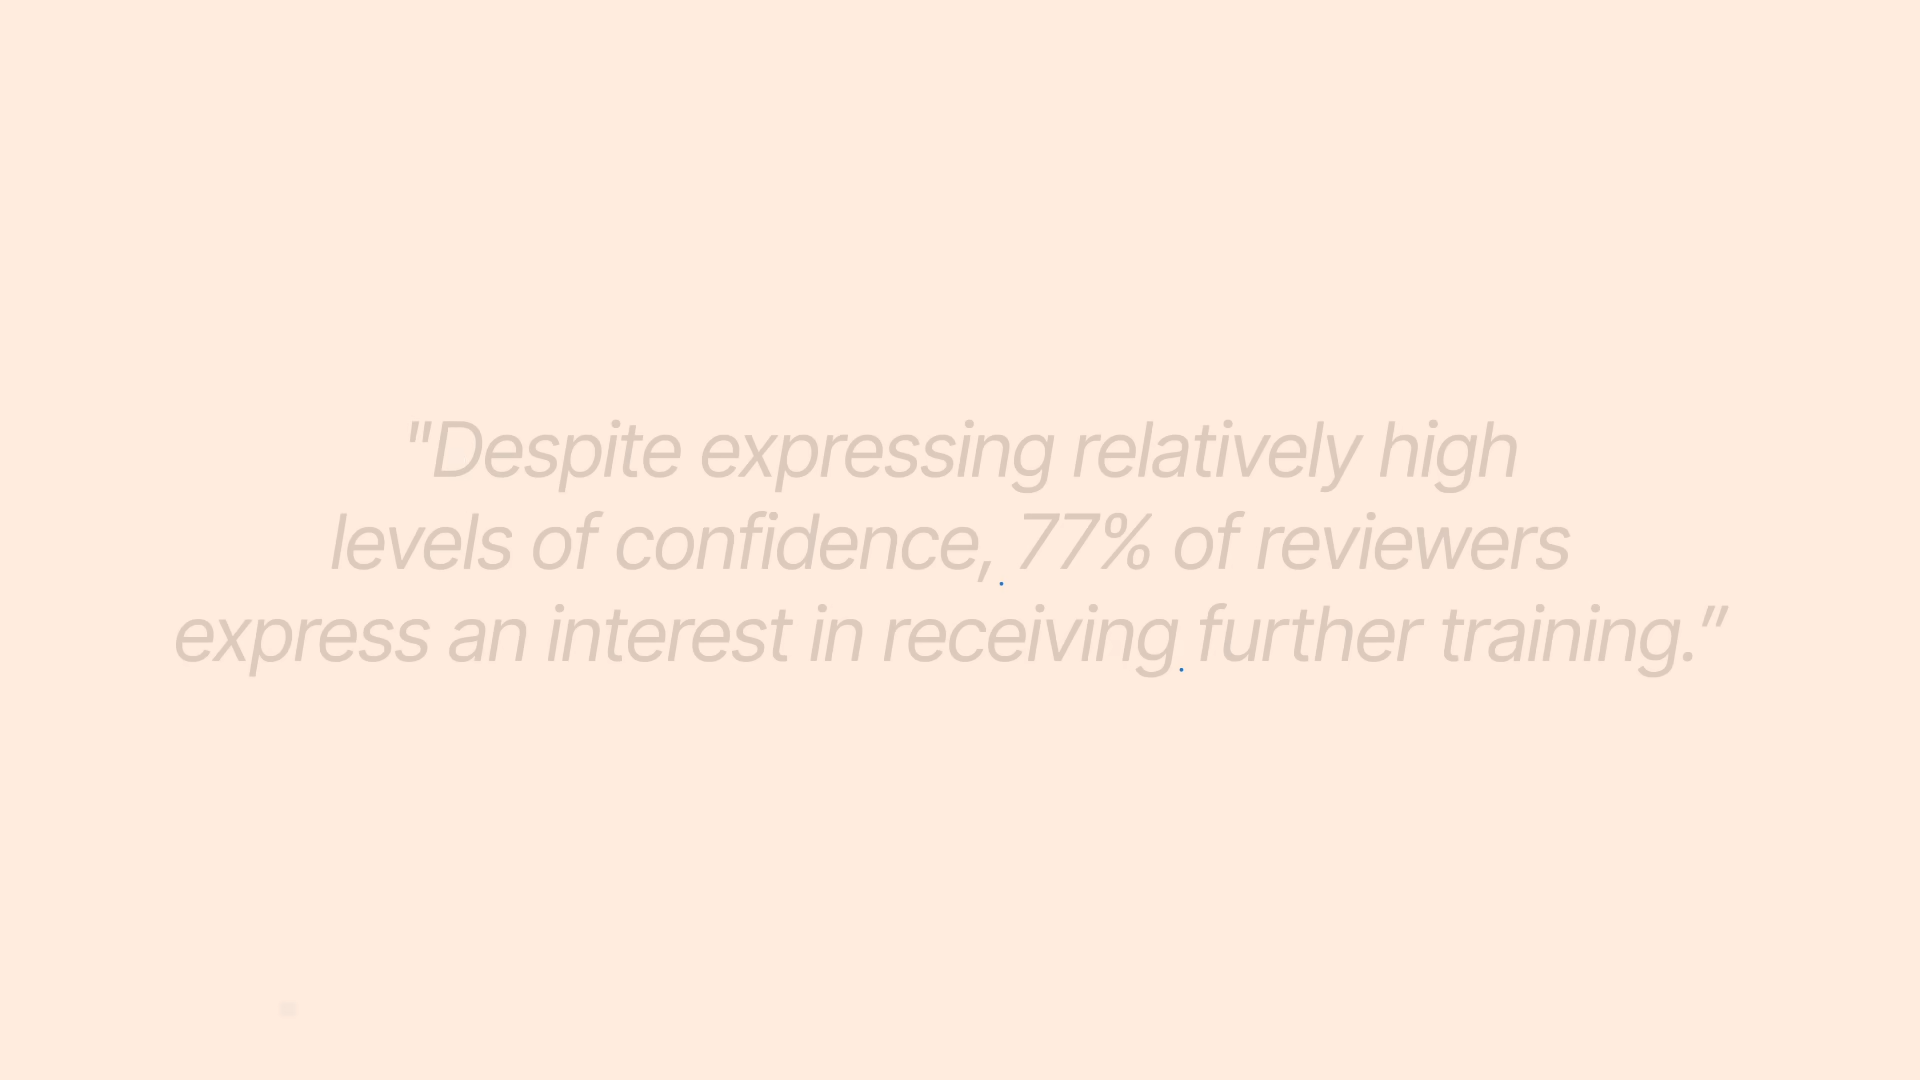 "Despite expressing relatively high
levels of confidence, 77% of reviewers
express an interest in receiving further training.”